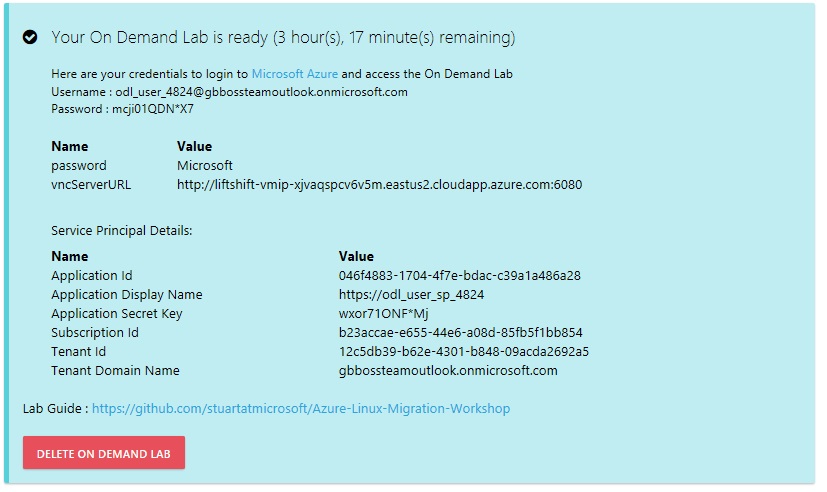 Your On Demand Lab is ready (3 hour(s), 17 minute(s) remaining)
Here are your credentials to login to Microsoft Azure and access the On Demand Lab
Username : odl_user_4824@gbbossteamoutlook.onmicrosoft.com
Password : mcji01QDN*X7
Name Value
password Microsoft
vncServerURL http://liftshift-vmip-xjvaqspcv6v5m.eastus2.cloudapp.azure.com:6080
Service Principal Details:
Name Value
Application Id 046f4883-1704-4f7e-bdac-c39a1a486a28
Application Display Name https://odl_user_sp_4824
Application Secret Key wxor71ONF*Mj
Subscription Id b23accae-e655-44e6-a08d-85fb5f1bb854
Tenant Id 12c5db39-b62e-4301-b848-09acda2692a5
Tenant Domain Name gbbossteamoutlook.onmicrosoft.com
Lab Guide : https://github.com/stuartatmicrosoft/Azure-Linux-Migration-Workshop
DELETE ON DEMAND LAB